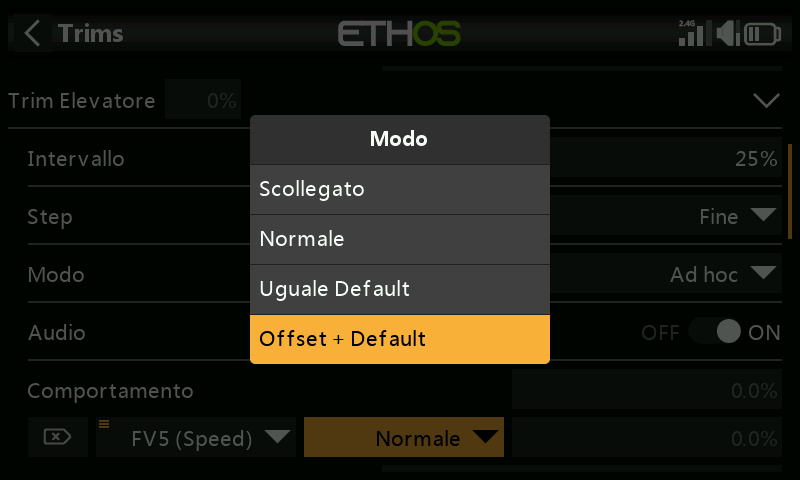 Trims
ETHOS
2.4G
Trim Elevatore 0%
Modo
Intervallo 25%
Scollegato
Step Fine
Normale
Modo Ad hoc
Uguale Default
Audio OFF ON
Offset + Default
Comportamento 0.0%
FV5 (Speed) Normale 0.0%